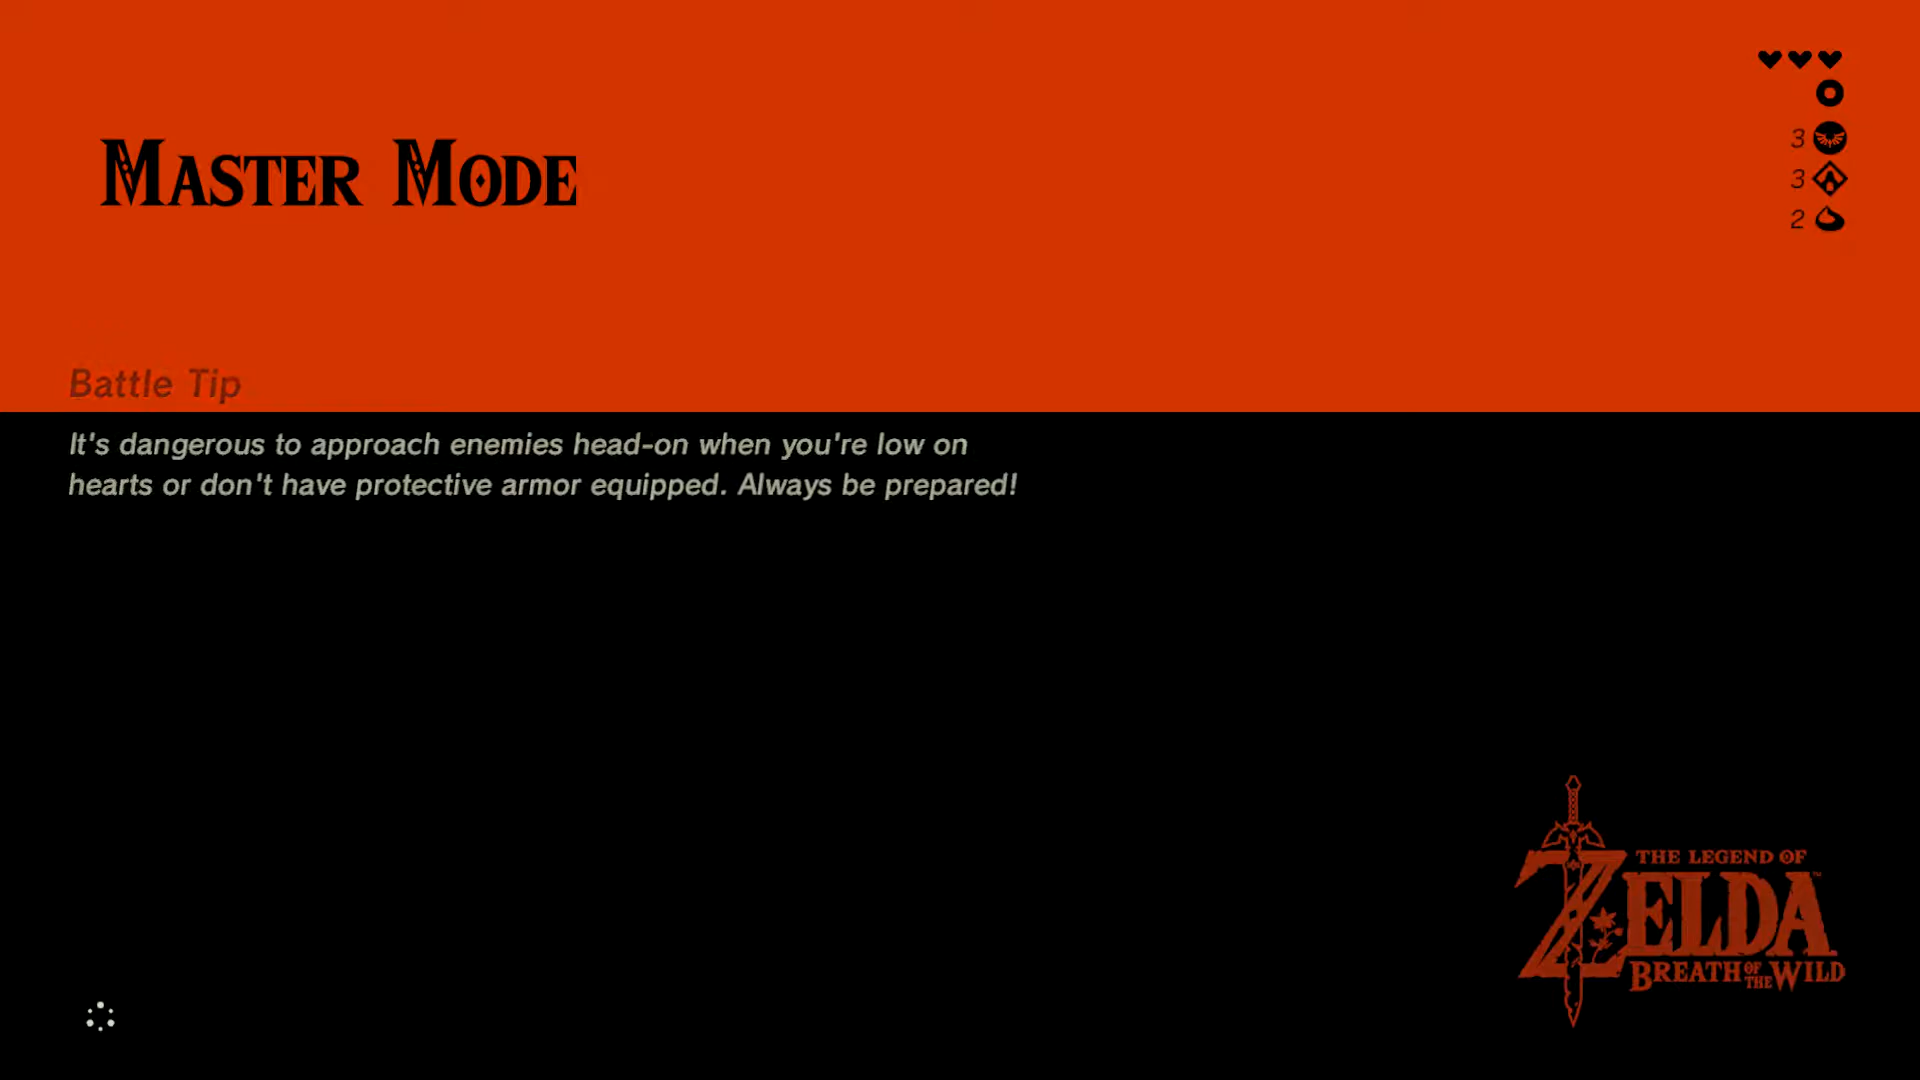 Master Mode
3
3
2
Battle Tip
It's dangerous to approach enemies head-on when you're low on
hearts or don't have protective armor equipped. Always be prepared!
THE LEGEND OF
ZELDA™
BREATH OF THE WILD